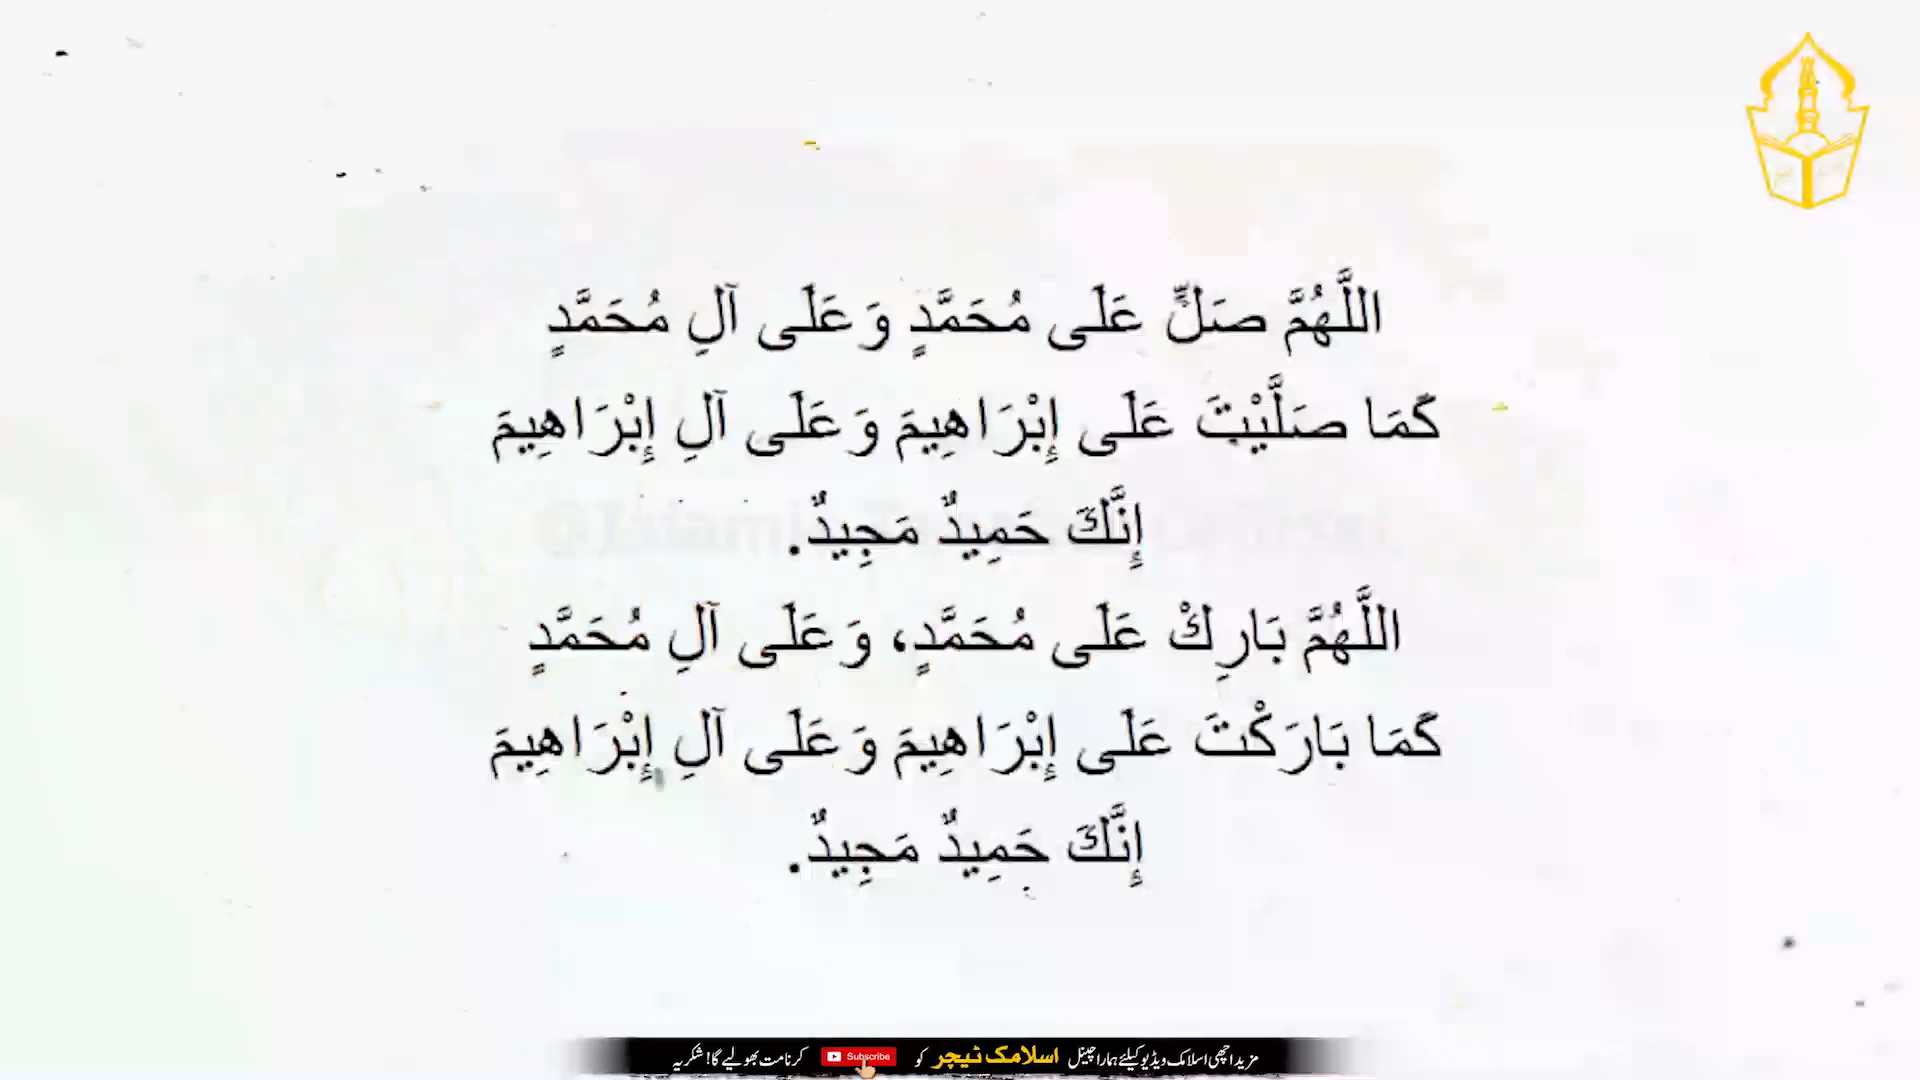 اللَّهُمَّ صَلِّ عَلَى مُحَمَّدٍ وَعَلَى آلِ مُحَمَّدٍ
كَمَا صَلَّيْتَ عَلَى إِبْرَاهِيمَ وَعَلَى آلِ إِبْرَاهِيمَ
إِنَّكَ حَمِيدٌ مَجِيدٌ.
اللَّهُمَّ بَارِكْ عَلَى مُحَمَّدٍ، وَعَلَى آلِ مُحَمَّدٍ
كَمَا بَارَكْتَ عَلَى إِبْرَاهِيمَ وَعَلَى آلِ إِبْرَاهِيمَ
إِنَّكَ حَمِيدٌ مَجِيدٌ.
مزید اچھی اسلامک ویڈیو کیلئے ہمارا چینل اسلامک ٹیچر کو Subscribe کرنا مت بھولیے گا! شکریہ